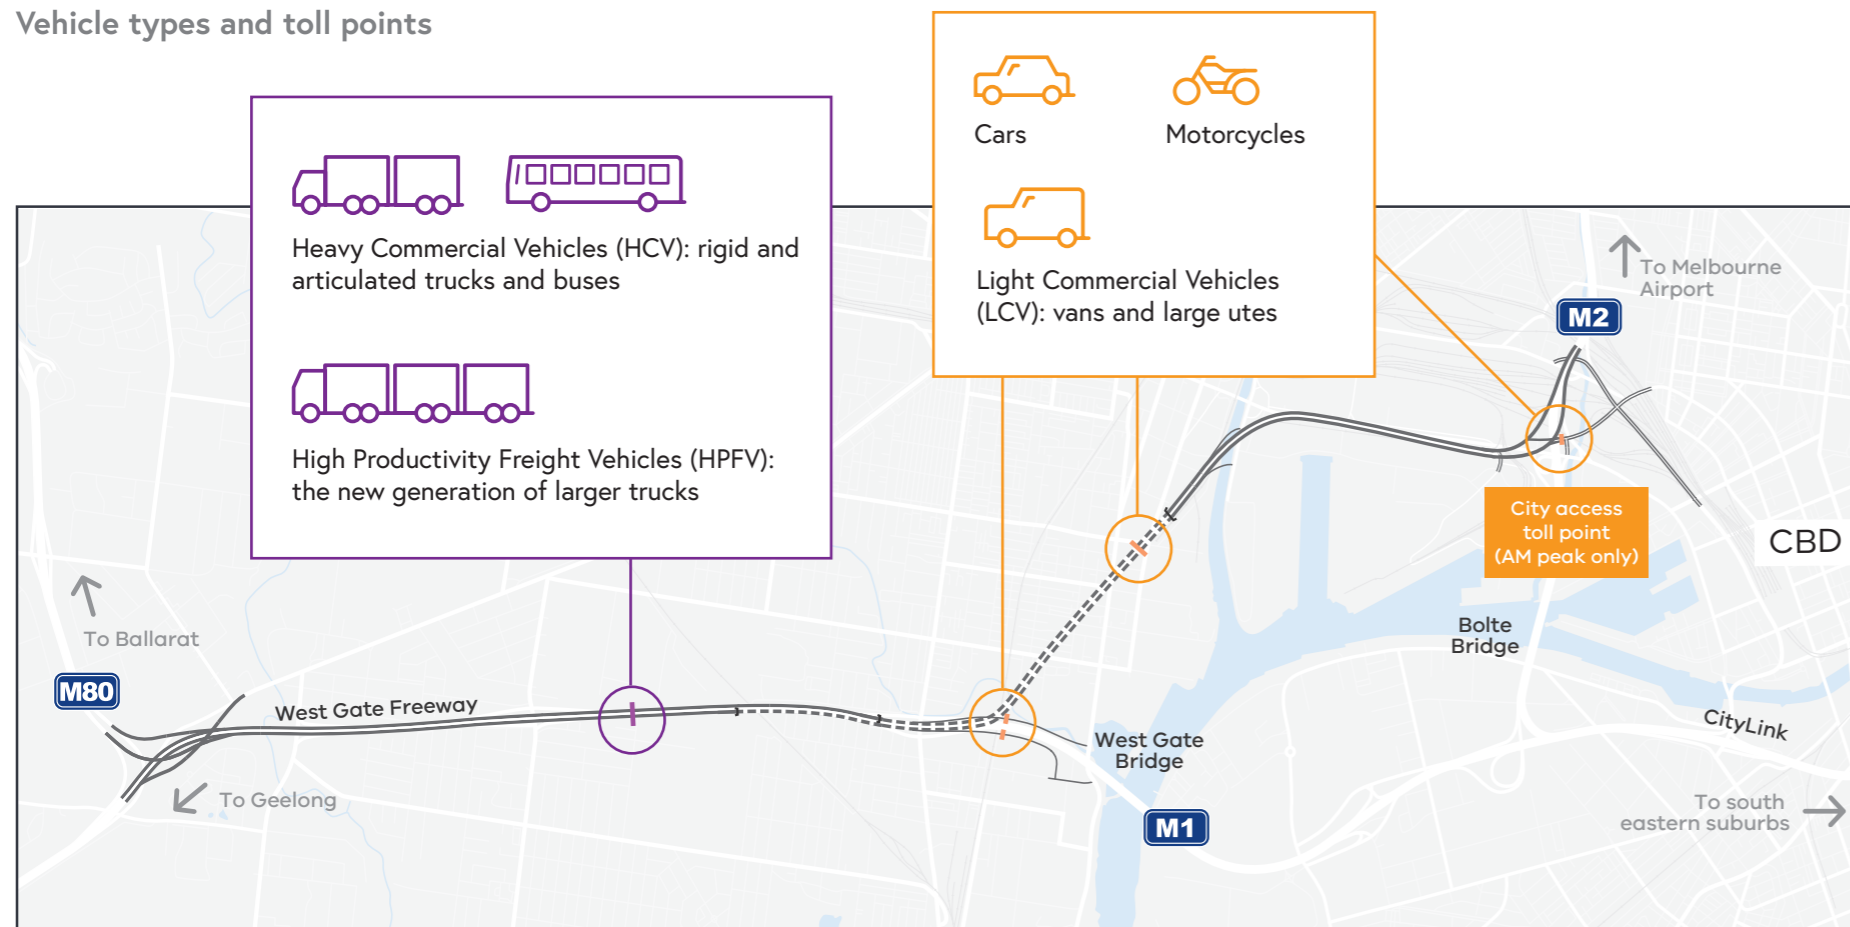 Vehicle types and toll points
Heavy Commercial Vehicles (HCV): rigid and
articulated trucks and buses
High Productivity Freight Vehicles (HPFV):
the new generation of larger trucks
Cars
Motorcycles
Light Commercial Vehicles
(LCV): vans and large utes
To Melbourne
Airport
M2
City access
toll point
(AM peak only)
CBD
To Ballarat
M80
West Gate Freeway
To Geelong
West Gate
Bridge
M1
Bolte
Bridge
CityLink
To south
eastern suburbs